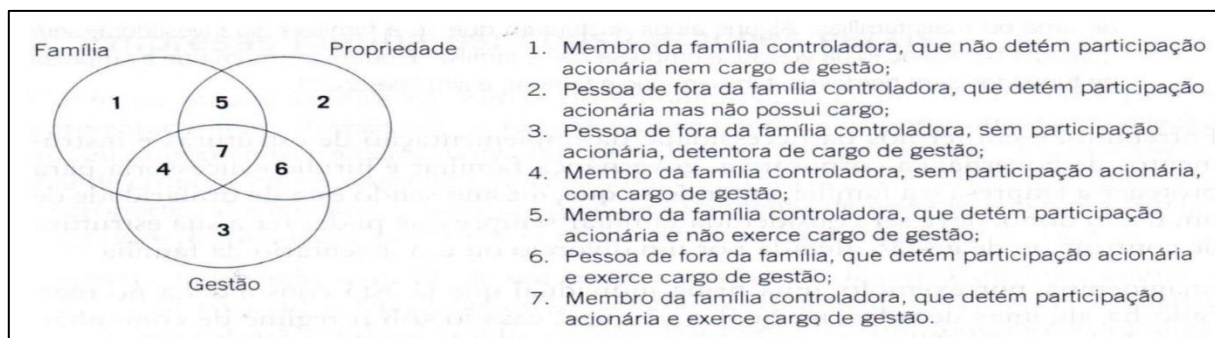 Família
Propriedade
1
5
2
7
4
6
3
Gestão
1. Membro da família controladora, que não detém participação
acionária nem cargo de gestão;
2. Pessoa de fora da família controladora, que detém participação
acionária mas não possui cargo;
3. Pessoa de fora da família controladora, sem participação
acionária, detentor de cargo de gestão;
4. Membro da família controladora, sem participação acionária,
com cargo de gestão;
5. Membro da família controladora, que detém participação
acionária e não exerce cargo de gestão;
6, Pessoa de fora da família, que detém participação acionária
e exerce cargo de gestão;
7, Membro da família controladora, que detém participação
acionária e exerce cargo de gestão.